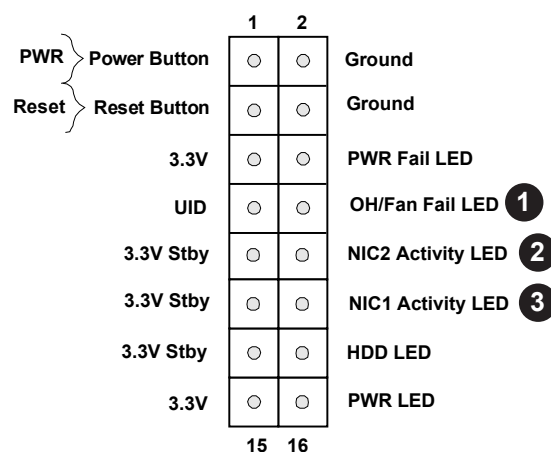 1 2
PWR Power Button Ground
Reset Reset Button Ground
3.3V PWR Fail LED
UID OH/Fan Fail LED 1
3.3V Stby NIC2 Activity LED 2
3.3V Stby NIC1 Activity LED 3
3.3V Stby HDD LED
3.3V PWR LED
15 16